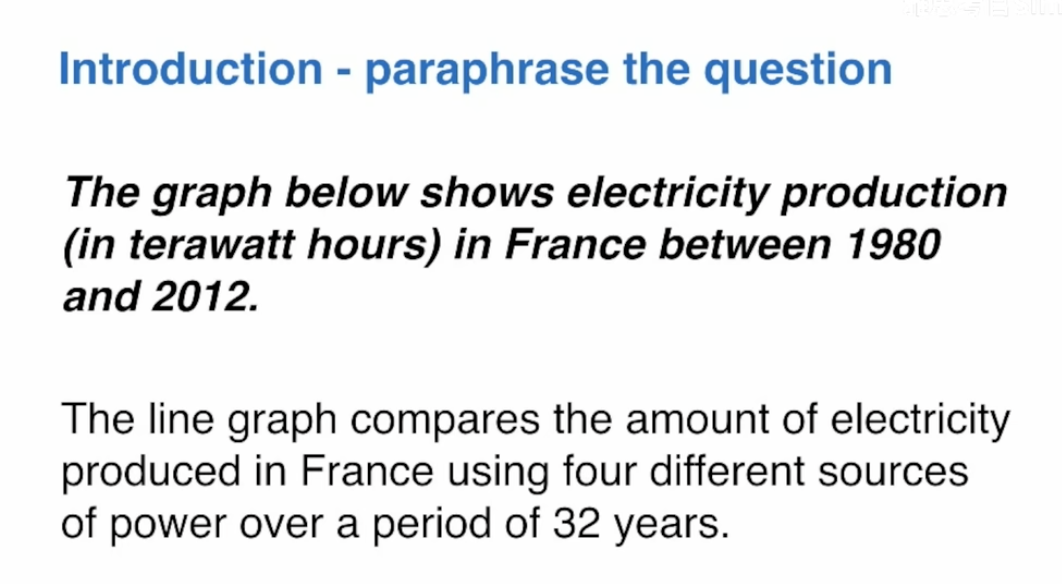 Introduction - paraphrase the question
The graph below shows electricity production
(in terawatt hours) in France between 1980
and 2012.
The line graph compares the amount of electricity
produced in France using four different sources
of power over a period of 32 years.